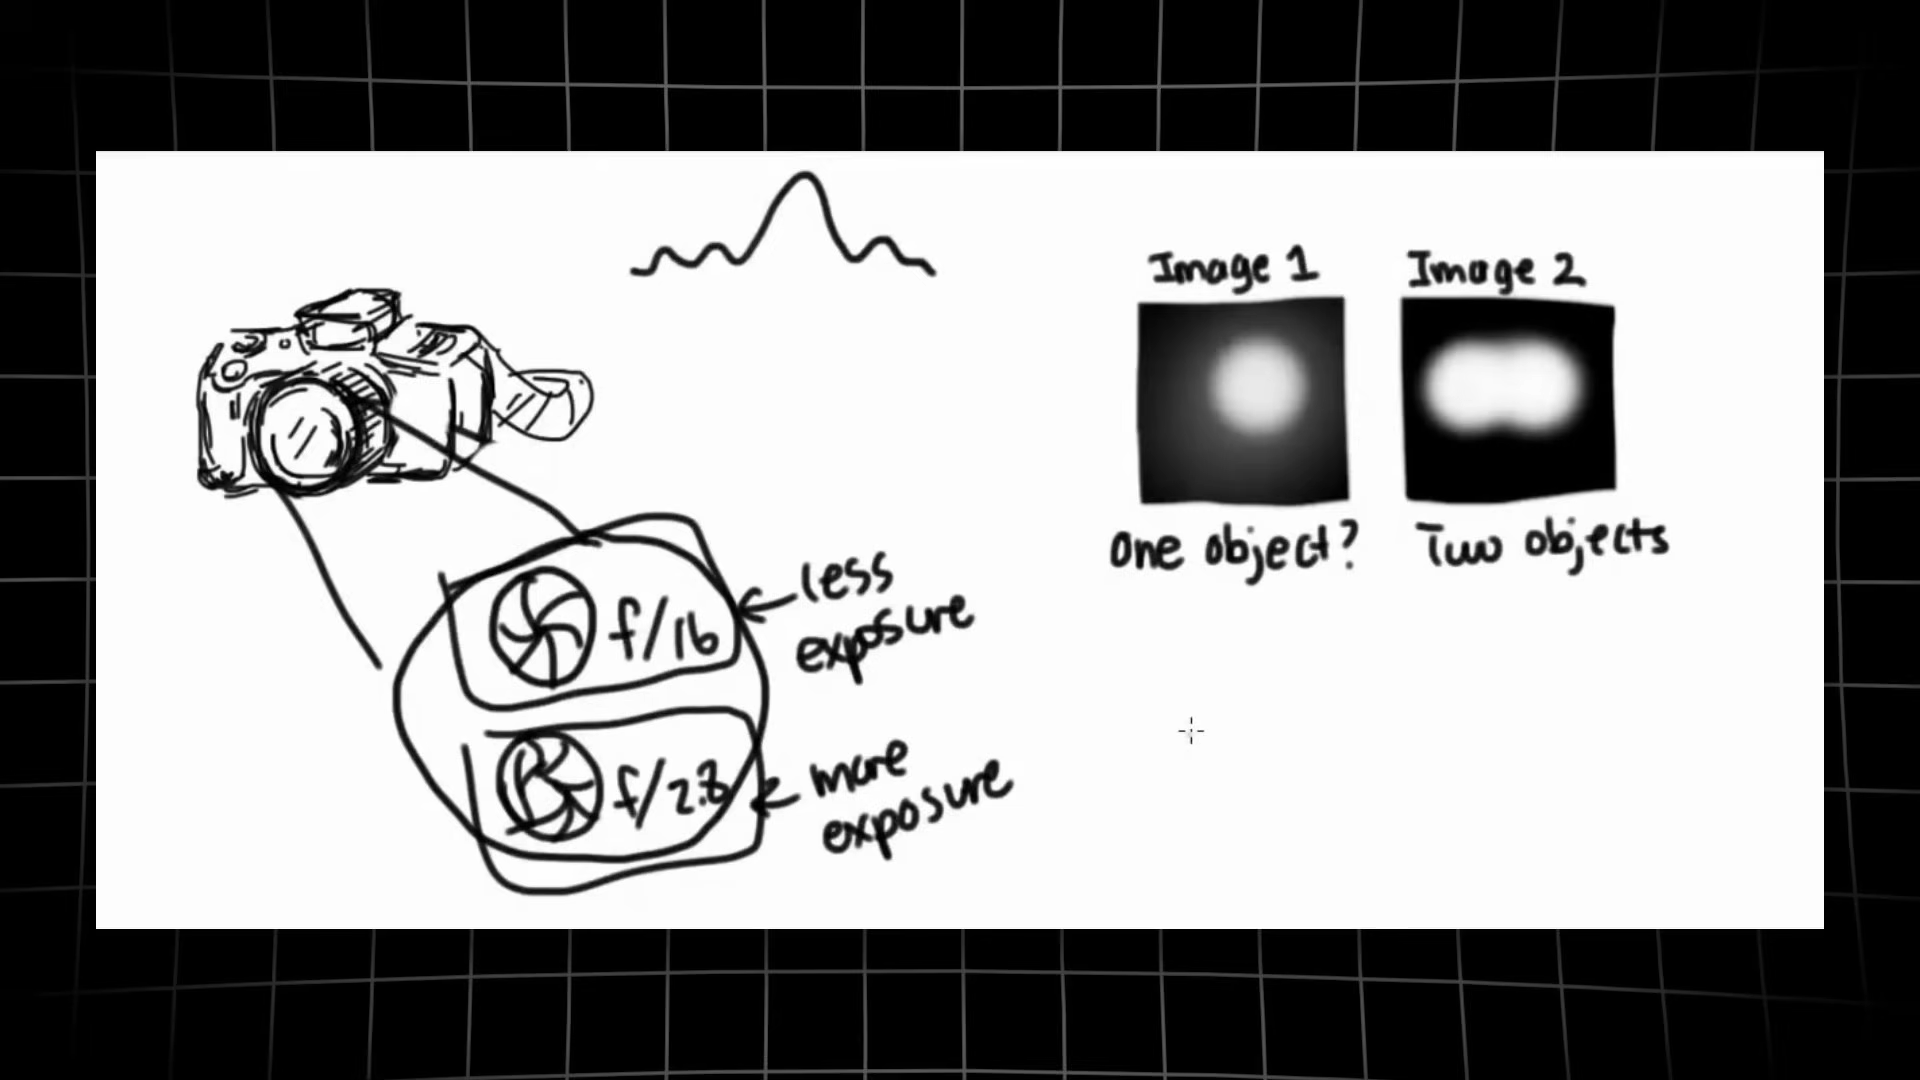 Image 1
Image 2
One object?
Two objects
f/16
less
exposure
f/2.8
more
exposure